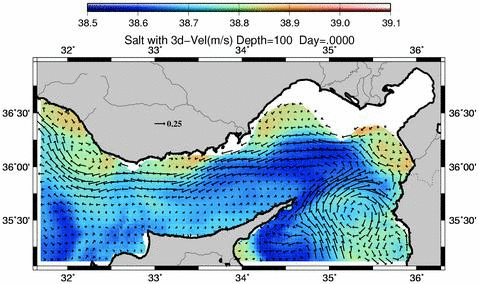 38.5 38.6 38.7 38.8 38.9 39.0 39.1
Salt with 3d-Vel(m/s) Depth=100 Day=.0000
32˚ 33˚ 34˚ 35˚ 36˚
36˚30' 36˚30'
0.25
36˚00' 36˚00'
35˚30' 35˚30'
32˚ 33˚ 34˚ 35˚ 36˚